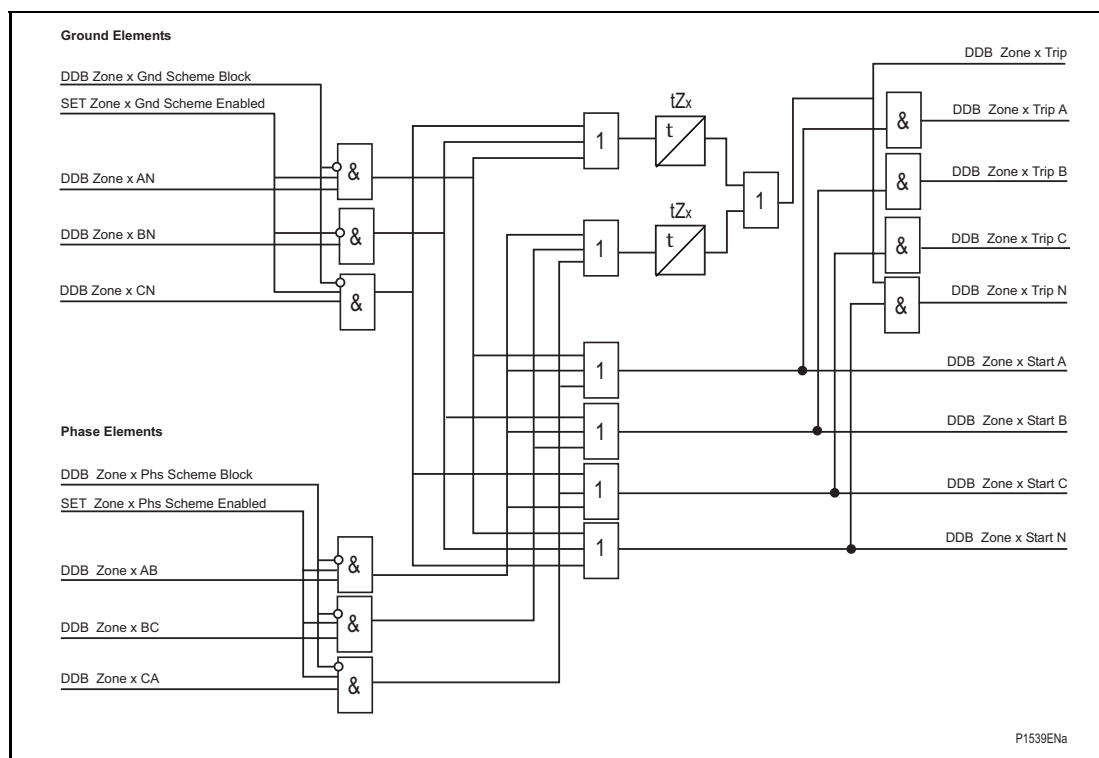 Ground Elements
DDB Zone x Gnd Scheme Block
SET Zone x Gnd Scheme Enabled
DDB Zone x AN
DDB Zone x BN
DDB Zone x CN
&
&
&
Phase Elements
DDB Zone x Phs Scheme Block
SET Zone x Phs Scheme Enabled
DDB Zone x AB
DDB Zone x BC
DDB Zone x CA
&
&
&
1
tZx
t
1
tZx
t
1
1
1
1
1
&
&
&
&
DDB Zone x Trip
DDB Zone x Trip A
DDB Zone x Trip B
DDB Zone x Trip C
DDB Zone x Trip N
DDB Zone x Start A
DDB Zone x Start B
DDB Zone x Start C
DDB Zone x Start N
P1539ENa